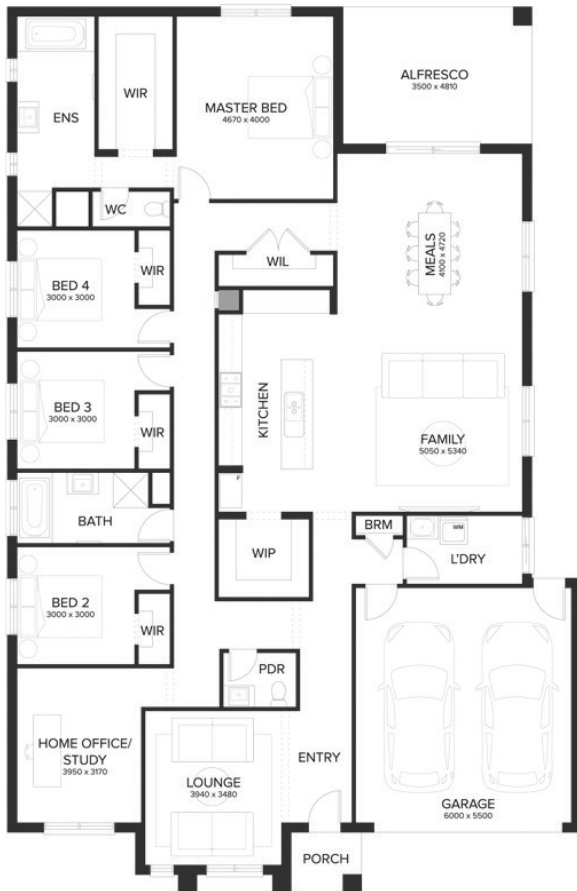 ENS
WIR
MASTER BED
4670 x 4000
ALFRESCO
3500 x 4810
WC
WIL
MEALS
4100 x 4720
BED 4
3000 x 3000
WIR
BED 3
3000 x 3000
WIR
KITCHEN
FAMILY
5050 x 5340
F
BATH
WIP
BRM
WM
L'DRY
BED 2
3000 x 3000
WIR
PDR
HOME OFFICE/
STUDY
3950 x 3170
LOUNGE
3940 x 3480
ENTRY
GARAGE
6000 x 5500
PORCH